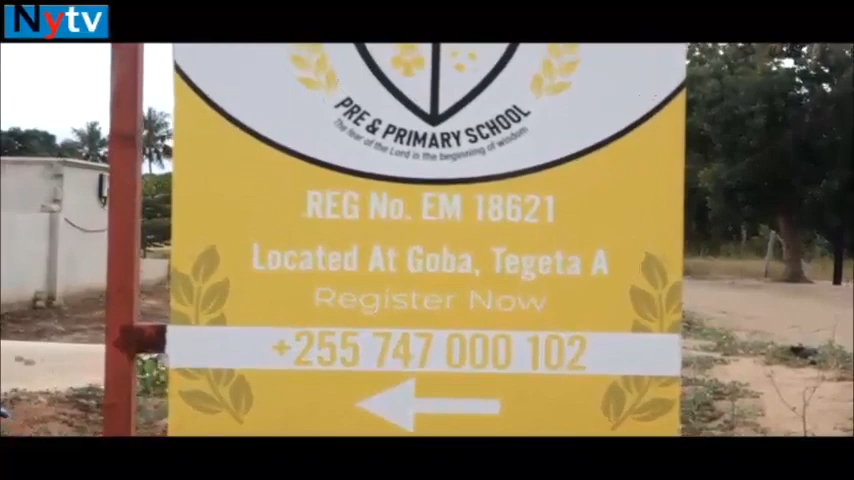 Nytv
PRE & PRIMARY SCHOOL
The fear of the Lord is the beginning of wisdom
REG No. EM 18621
Located At Goba, Tegeta A
Register Now
+255 747 000 102